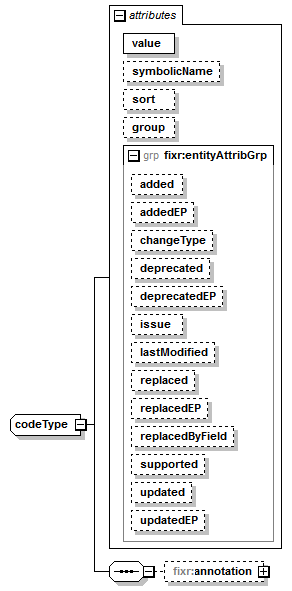 attributes
value
symbolicName
sort
group
grp fixr:entityAttribGrp
added
addedEP
changeType
deprecated
deprecatedEP
issue
lastModified
replaced
replacedEP
replacedByField
supported
updated
updatedEP
codeType
fixr:annotation